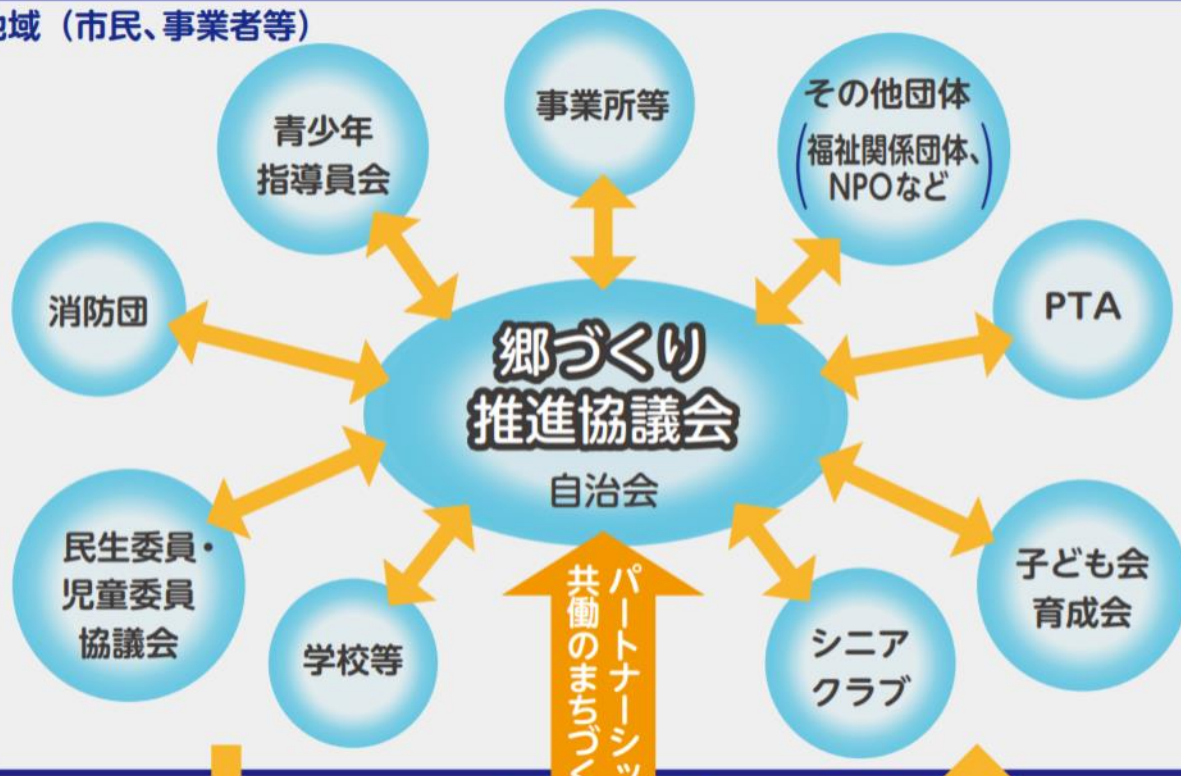 域（市民、事業者等）
事業所等
その他団体
（福祉関係団体、
NPOなど）
青少年
指導員会
消防団
PTA
郷づくり
推進協議会
自治会
民生委員・
児童委員
協議会
学校等
パートナーシッ
共働のまちづく
シニア
クラブ
子ども会
育成会